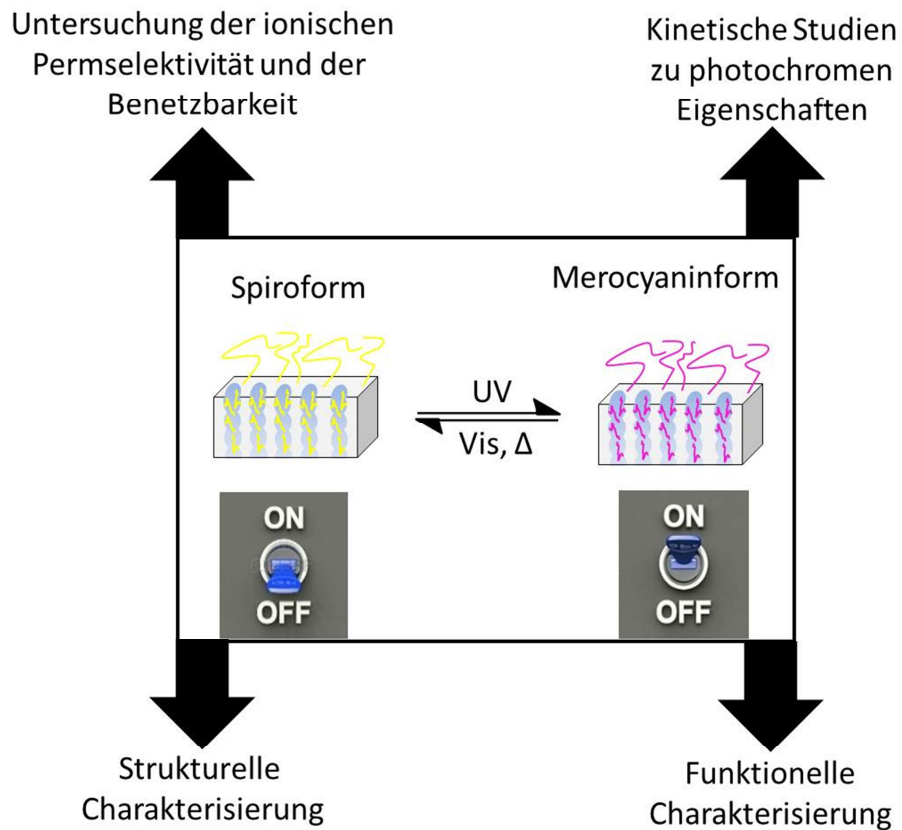 Untersuchung der ionischen
Permselektivität und der
Benetzbarkeit
Kinetische Studien
zu photochromen
Eigenschaften
Spiroform
Merocyaninform
UV
Vis, Δ
ON
OFF
ON
OFF
Strukturelle
Charakterisierung
Funktionelle
Charakterisierung